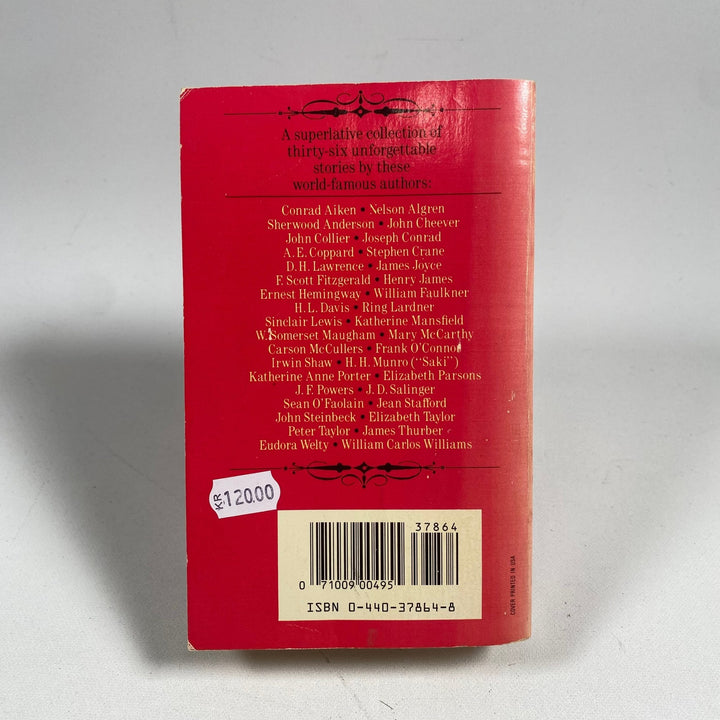 A superlative collection of
thirty-six unforgettable
stories by these
world-famous authors:
Conrad Aiken • Nelson Algren
Sherwood Anderson • John Cheever
John Collier • Joseph Conrad
A. E. Coppard • Stephen Crane
D. H. Lawrence • James Joyce
F. Scott Fitzgerald • Henry James
Ernest Hemingway • William Faulkner
H. L. Davis • Ring Lardner
Sinclair Lewis • Katherine Mansfield
W. Somerset Maugham • Mary McCarthy
Carson McCullers • Frank O'Connor
Irwin Shaw • H. H. Munro ("Saki")
Katherine Anne Porter • Elizabeth Parsons
J. F. Powers • J. D. Salinger
Sean O'Faolain • Jean Stafford
John Steinbeck • Elizabeth Taylor
Peter Taylor • James Thurber
Eudora Welty • William Carlos Williams
KR 120.00
37864
0 71009 00495
ISBN 0-440-37864-8
COVER PRINTED IN USA